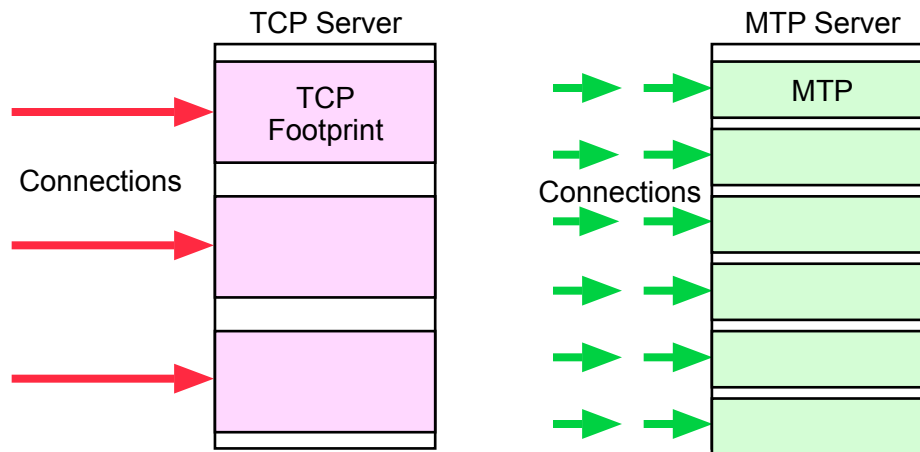 TCP Server
MTP Server
TCP
Footprint
MTP
Connections
Connections